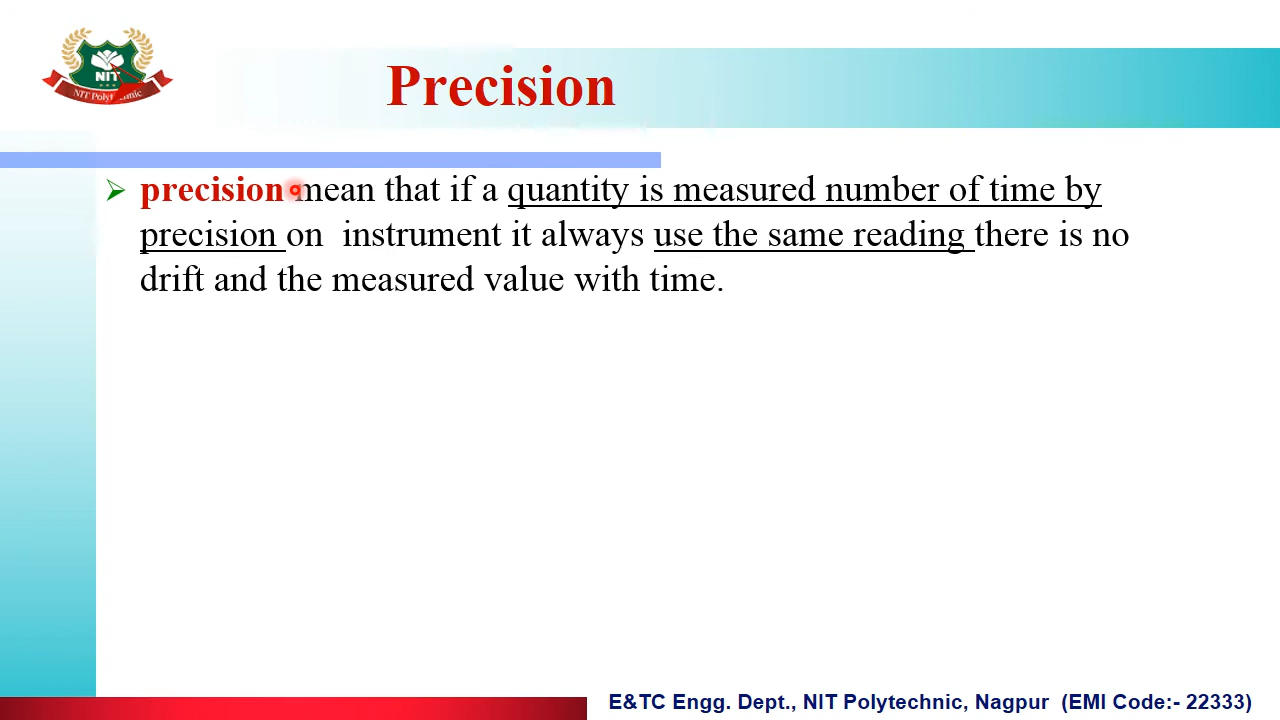 NIT
NIT Polytechnic
Precision
precision mean that if a quantity is measured number of time by
precision on instrument it always use the same reading there is no
drift and the measured value with time.
E&TC Engg. Dept., NIT Polytechnic, Nagpur (EMI Code:- 22333)